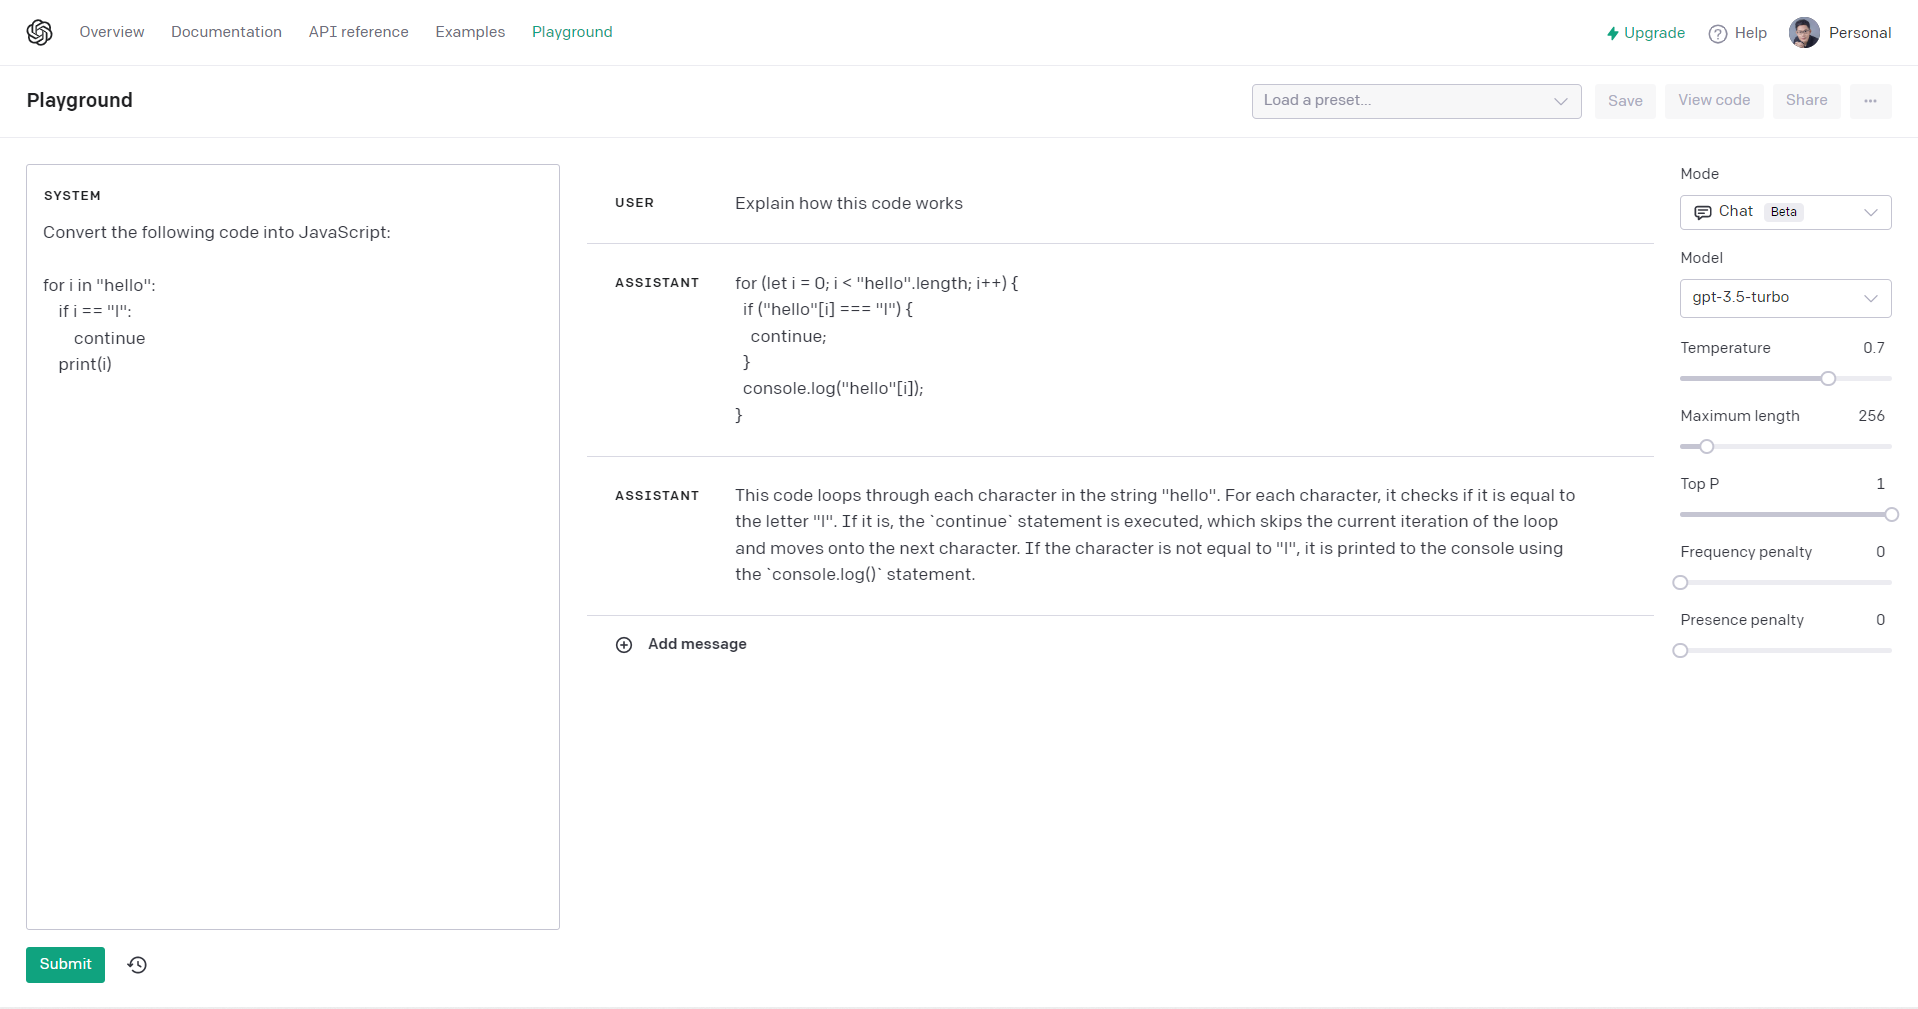 Overview Documentation API reference Examples Playground Upgrade Help Personal
Playground Load a preset... Save View code Share ...
SYSTEM
Convert the following code into JavaScript:
for i in "hello":
if i == "l":
continue
print(i)
Submit
USER Explain how this code works
ASSISTANT for (let i = 0; i < "hello".length; i++) {
if ("hello"[i] === "l") {
continue;
}
console.log("hello"[i]);
}
ASSISTANT This code loops through each character in the string "hello". For each character, it checks if it is equal to
the letter "l". If it is, the `continue` statement is executed, which skips the current iteration of the loop
and moves onto the next character. If the character is not equal to "l", it is printed to the console using
the `console.log()` statement.
Add message
Mode
Chat Beta
Model
gpt-3.5-turbo
Temperature 0.7
Maximum length 256
Top P 1
Frequency penalty 0
Presence penalty 0